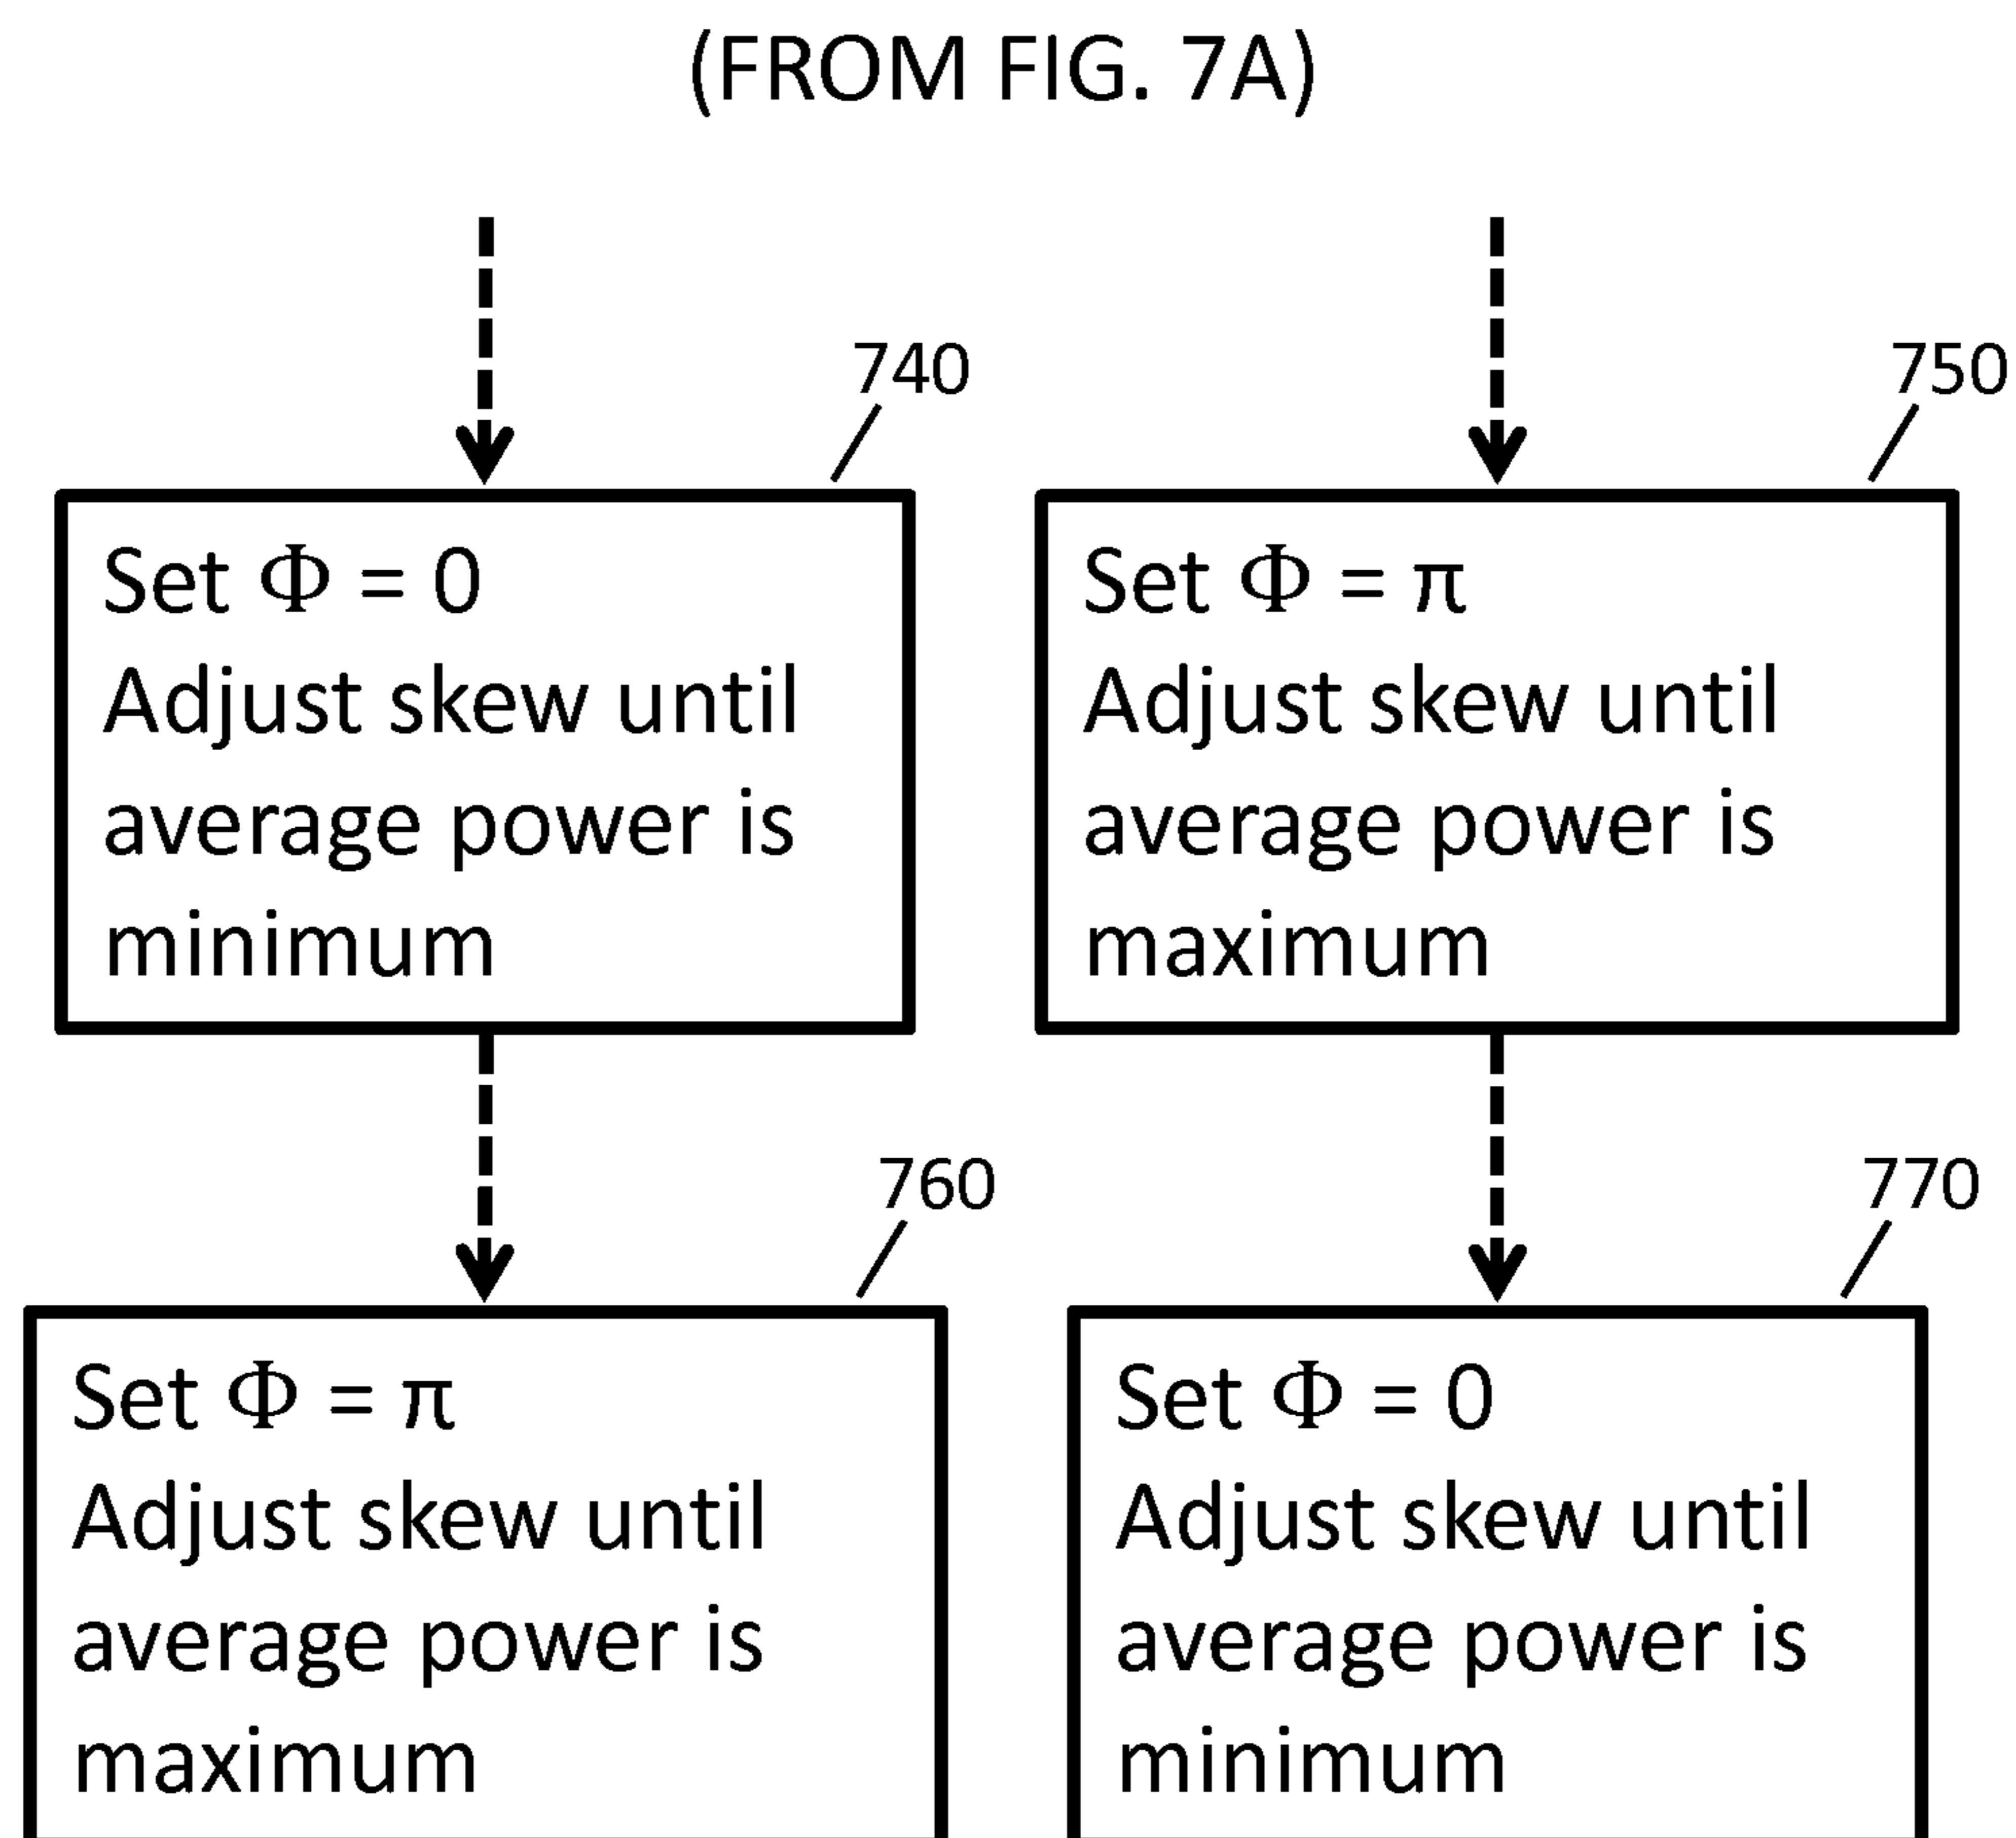 (FROM FIG. 7A)
740
Set Φ = 0
Adjust skew until
average power is
minimum
750
Set Φ = π
Adjust skew until
average power is
maximum
760
Set Φ = π
Adjust skew until
average power is
maximum
770
Set Φ = 0
Adjust skew until
average power is
minimum